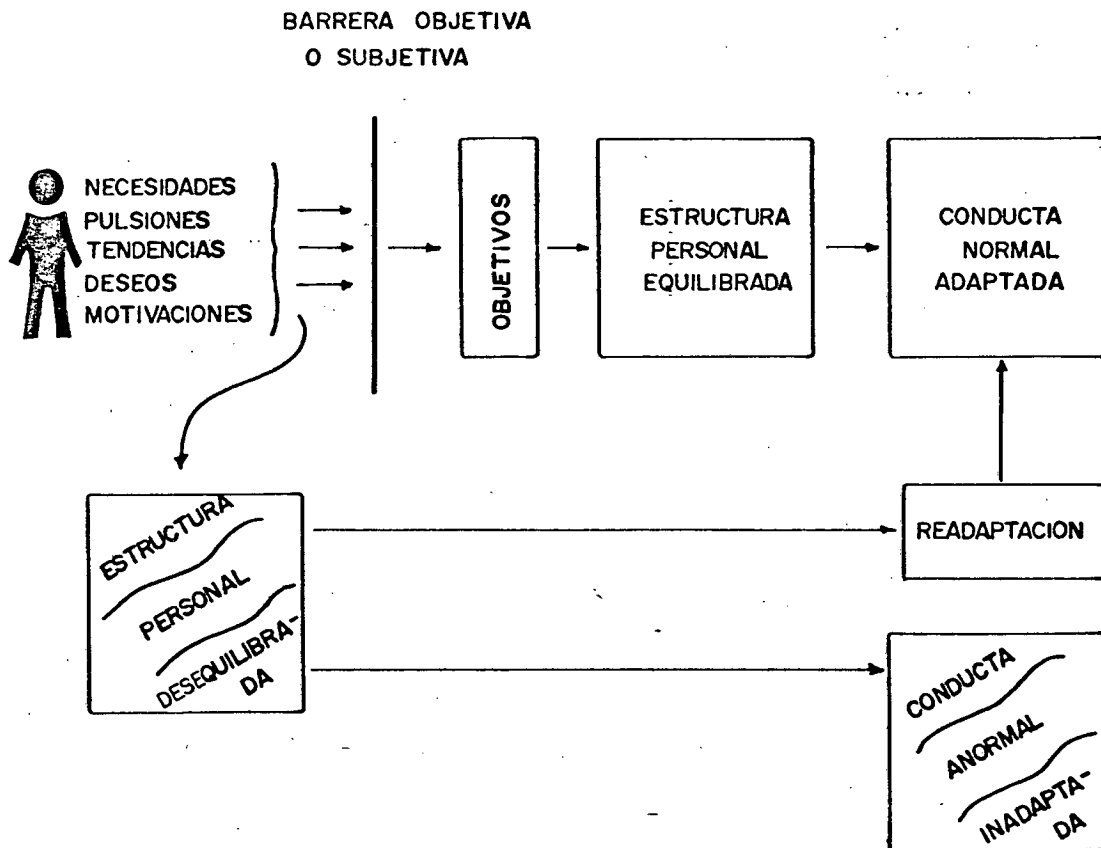 BARRERA OBJETIVA
O SUBJETIVA
NECESIDADES
PULSIONES
TENDENCIAS
DESEOS
MOTIVACIONES
OBJETIVOS
ESTRUCTURA
PERSONAL
EQUILIBRADA
CONDUCTA
NORMAL
ADAPTADA
ESTRUCTURA
PERSONAL
DESEQUILIBRA-
DA
READAPTACION
CONDUCTA
ANORMAL
INADAPTA-
DA